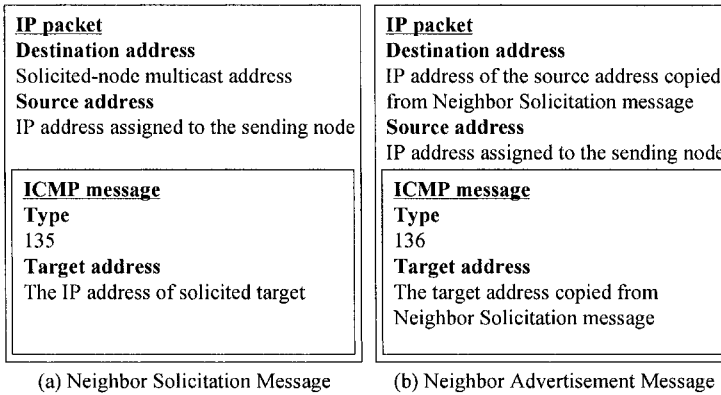 IP packet
Destination address
Solicited-node multicast address
Source address
IP address assigned to the sending node
ICMP message
Type
135
Target address
The IP address of solicited target
(a) Neighbor Solicitation Message
IP packet
Destination address
IP address of the source address copied
from Neighbor Solicitation message
Source address
IP address assigned to the sending node
ICMP message
Type
136
Target address
The target address copied from
Neighbor Solicitation message
(b) Neighbor Advertisement Message